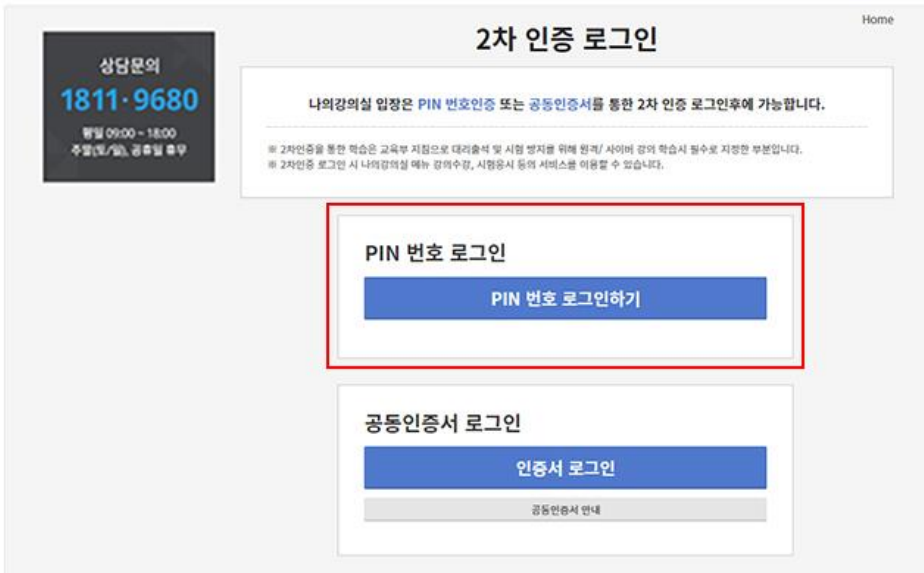 Home
2차 인증 로그인
상담문의
1811·9680
평일 09:00 ~ 18:00
주말(토/일), 공휴일 휴무
나의강의실 입장은 PIN 번호인증 또는 공동인증서를 통한 2차 인증 로그인후에 가능합니다.
※ 2차인증을 통한 학습은 교육부 지침으로 대리출석 및 시험 방지를 위해 원격/ 사이버 강의 학습시 필수로 지정한 부분입니다.
※ 2차인증 로그인 시 나의강의실 메뉴 강의수강, 시험응시 등의 서비스를 이용할 수 있습니다.
PIN 번호 로그인
PIN 번호 로그인하기
공동인증서 로그인
인증서 로그인
공동인증서 안내